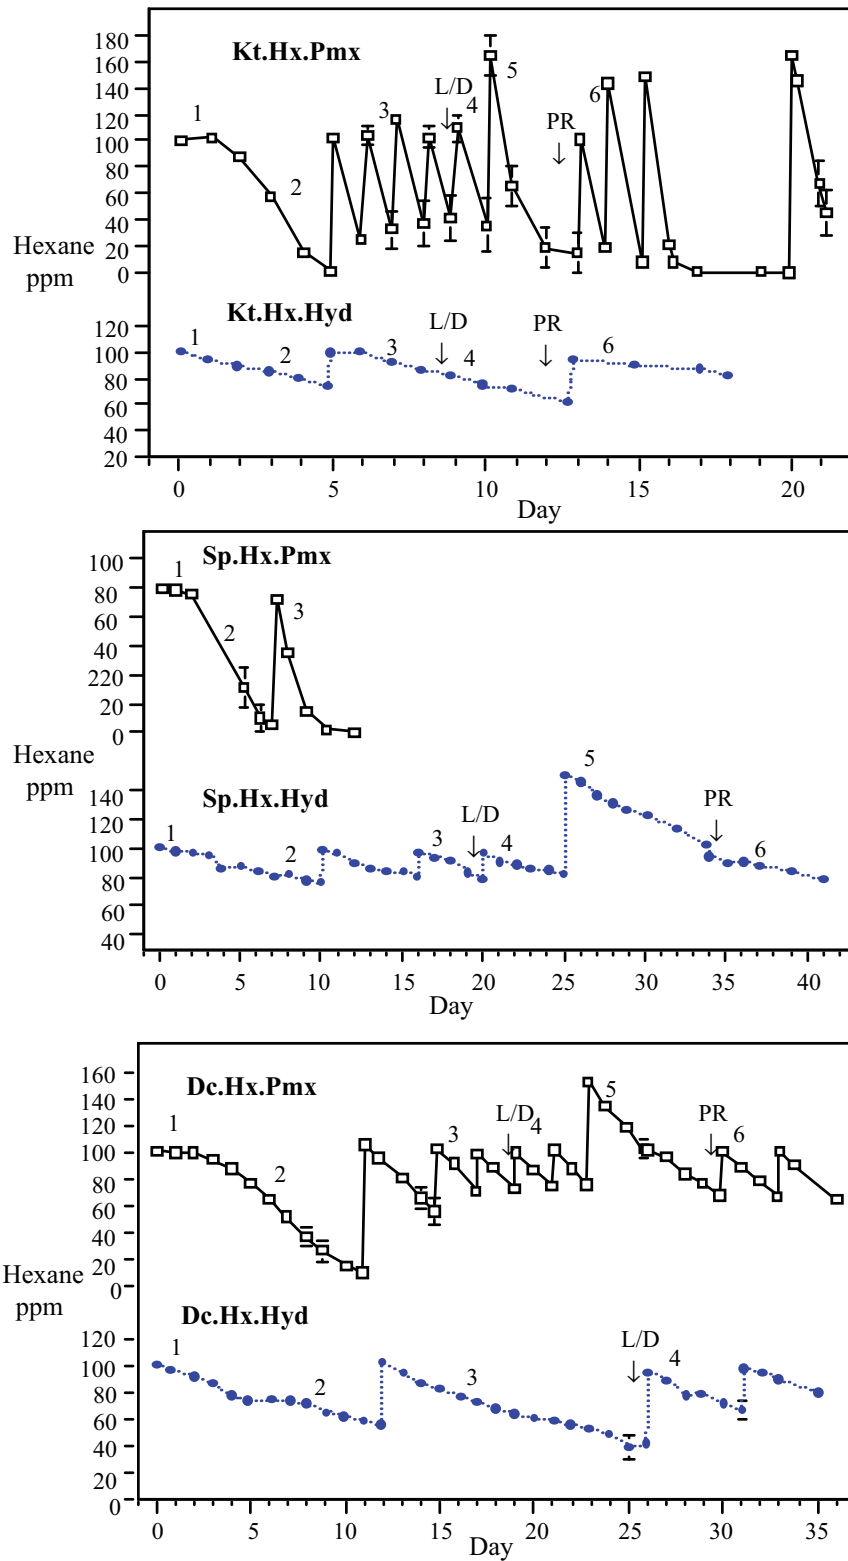 Kt.Hx.Pmx
180
160
140
120
100
80
60
40
20
0
1
2
3
L/D
4
5
PR
6
Hexane
ppm
Kt.Hx.Hyd
120
100
80
60
40
20
1
2
3
L/D
4
PR
6
0 5 10 15 20
Day
Sp.Hx.Pmx
100
80
60
40
220
20
0
1
2
3
Hexane
ppm
Sp.Hx.Hyd
140
120
100
80
60
40
1
2
3
L/D
4
5
PR
6
0 5 10 15 20 25 30 35 40
Day
Dc.Hx.Pmx
160
140
120
100
80
60
40
20
0
1
2
3
L/D
4
5
PR
6
Hexane
ppm
Dc.Hx.Hyd
120
100
80
60
40
20
0
1
2
3
L/D
4
0 5 10 15 20 25 30 35
Day